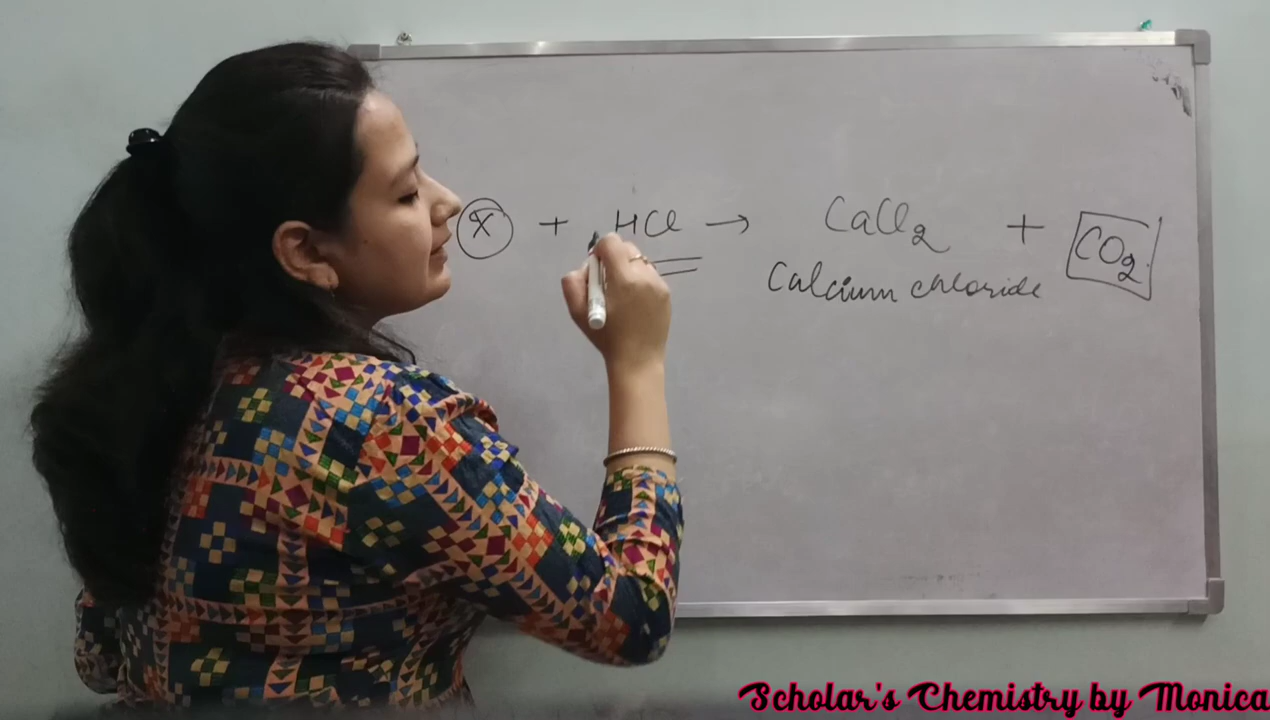 X + HCl → CaCl₂ + CO₂
Calcium chloride
Scholar's Chemistry by Monica